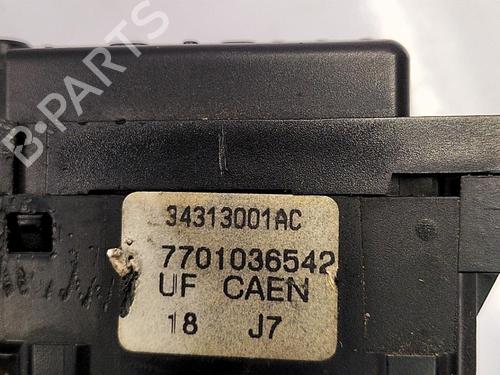 B-PARTS
34313001AC
7701036542
UF CAEN
18 J7